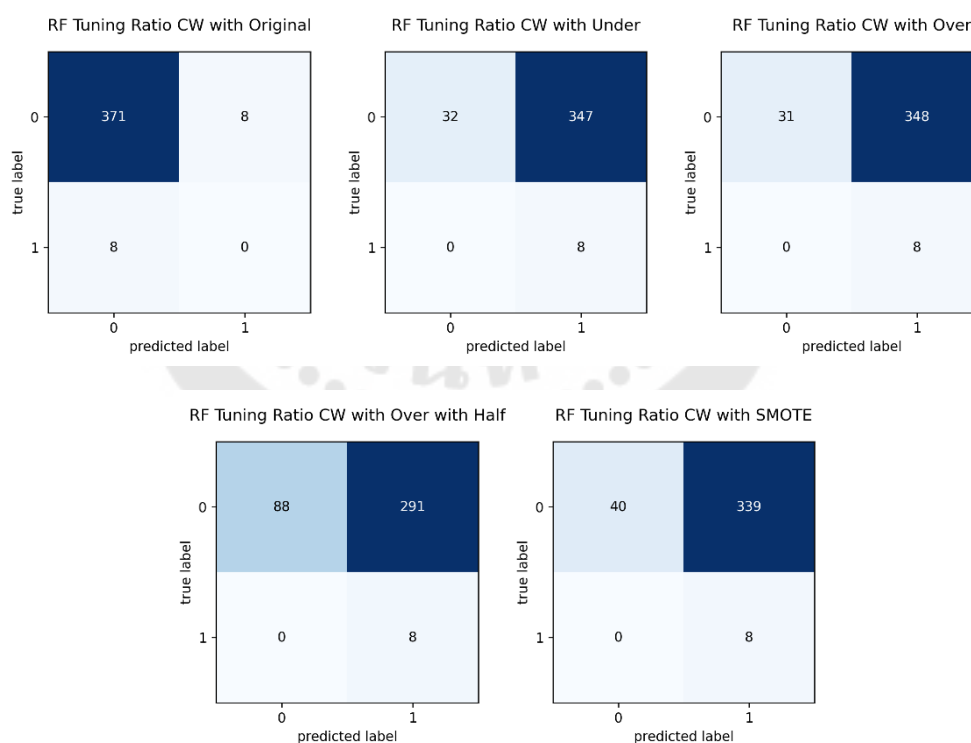 RF Tuning Ratio CW with Original
0
371
8
true label
1
8
0
0
1
predicted label
RF Tuning Ratio CW with Under
0
32
347
true label
1
0
8
0
1
predicted label
RF Tuning Ratio CW with Over
0
31
348
true label
1
0
8
0
1
predicted label
RF Tuning Ratio CW with Over with Half
0
88
291
true label
1
0
8
0
1
predicted label
RF Tuning Ratio CW with SMOTE
0
40
339
true label
1
0
8
0
1
predicted label